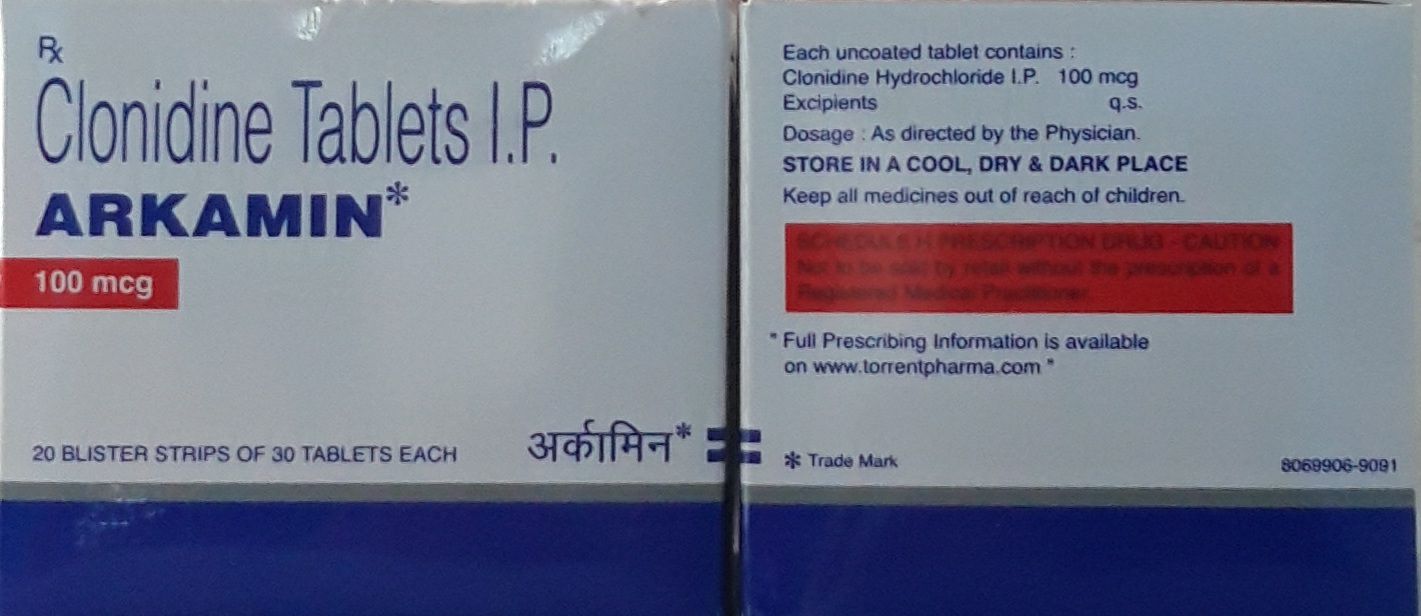 Rx
Clonidine Tablets I.P.
ARKAMIN*
100 mcg
20 BLISTER STRIPS OF 30 TABLETS EACH
अर्कामिन*
Each uncoated tablet contains :
Clonidine Hydrochloride I.P. 100 mcg
Excipients q.s.
Dosage : As directed by the Physician.
STORE IN A COOL, DRY & DARK PLACE
Keep all medicines out of reach of children.
SCHEDULE H PRESCRIPTION DRUG - CAUTION
Not to be sold by retail without the prescription of a
Registered Medical Practitioner
" Full Prescribing Information is available
on www.torrentpharma.com "
* Trade Mark
8069906-9091